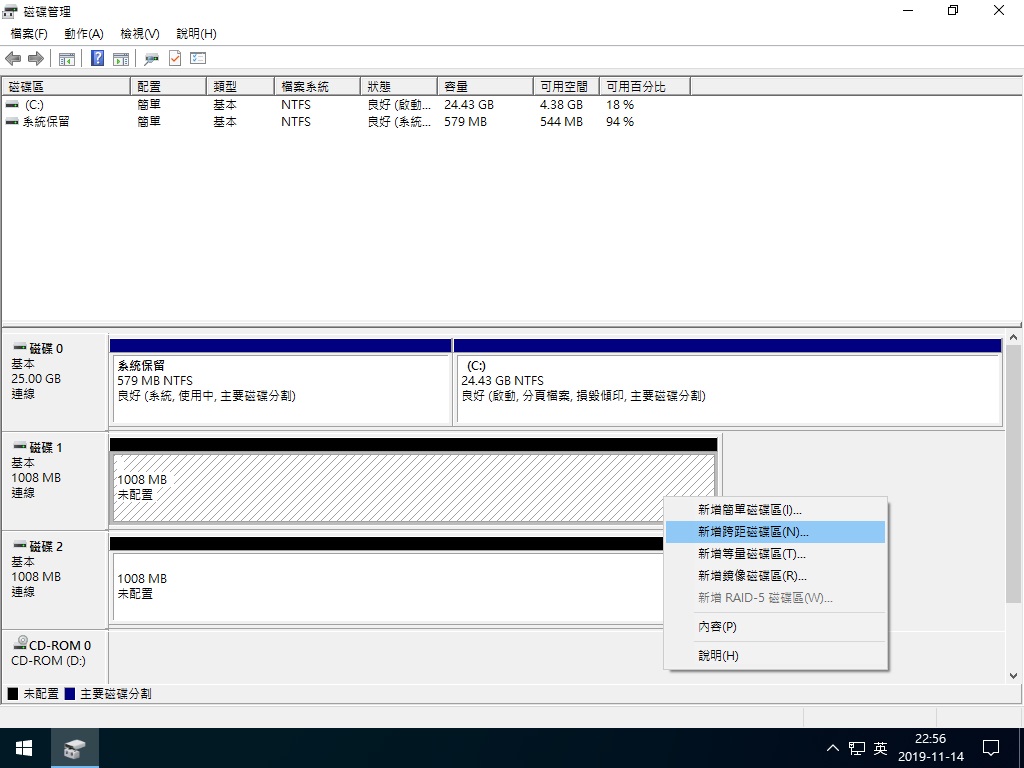 磁碟管理
檔案(F) 動作(A) 檢視(V) 說明(H)
磁碟區 配置 類型 檔案系統 狀態 容量 可用空間 可用百分比
(C:) 簡單 基本 NTFS 良好 (啟動... 24.43 GB 4.38 GB 18 %
系統保留 簡單 基本 NTFS 良好 (系統... 579 MB 544 MB 94 %
磁碟 0
基本
25.00 GB
連線
系統保留
579 MB NTFS
良好 (系統, 使用中, 主要磁碟分割)
(C:)
24.43 GB NTFS
良好 (啟動, 分頁檔案, 損毀傾印, 主要磁碟分割)
磁碟 1
基本
1008 MB
連線
1008 MB
未配置
磁碟 2
基本
1008 MB
連線
1008 MB
未配置
新增簡單磁碟區(I)...
新增跨距磁碟區(N)...
新增等量磁碟區(T)...
新增鏡像磁碟區(R)...
新增 RAID-5 磁碟區(W)...
內容(P)
說明(H)
CD-ROM 0
CD-ROM (D:)
未配置 主要磁碟分割
英
22:56
2019-11-14